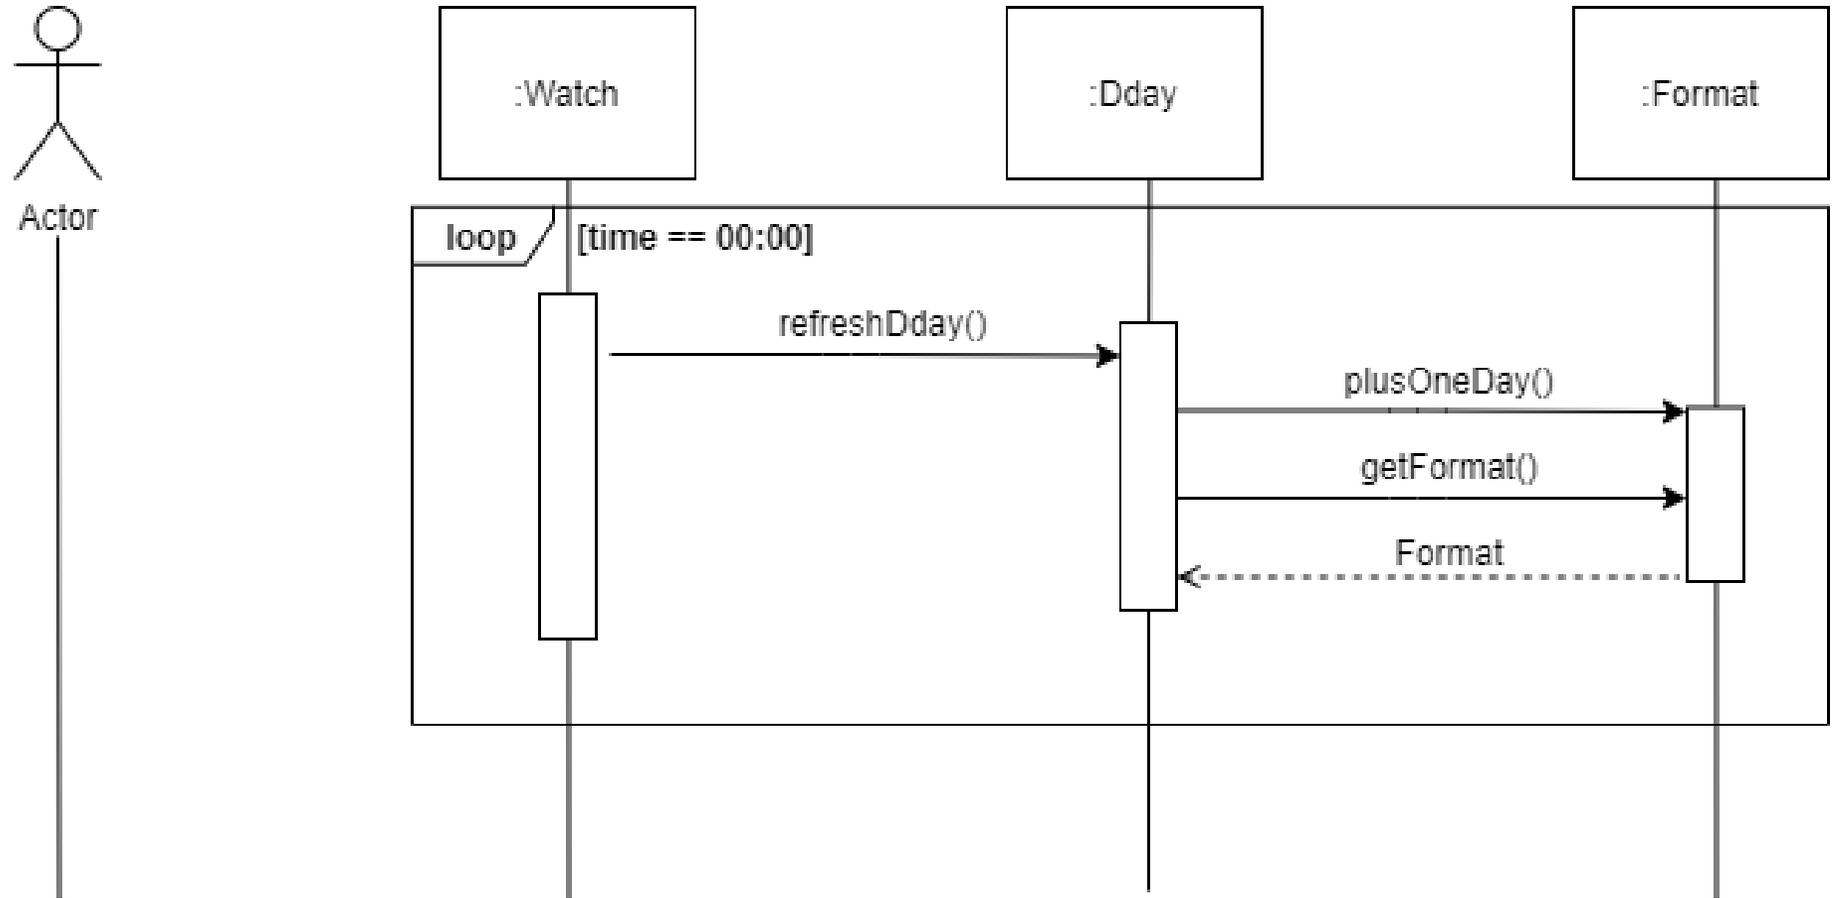 :Watch
:Dday
:Format
Actor
loop
[time == 00:00]
refreshDday()
plusOneDay()
getFormat()
Format